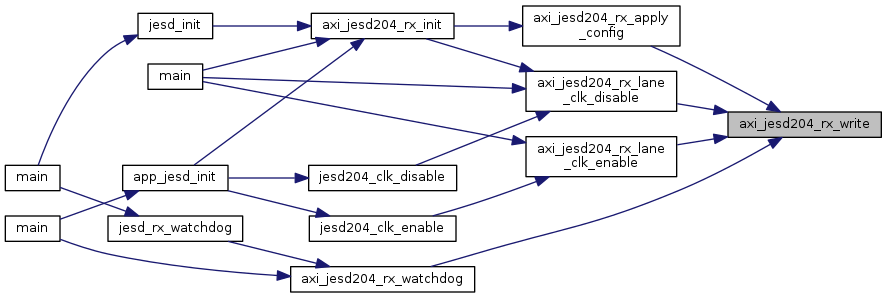 jesd_init
axi_jesd204_rx_init
axi_jesd204_rx_apply
_config
main
axi_jesd204_rx_lane
_clk_disable
axi_jesd204_rx_write
axi_jesd204_rx_lane
_clk_enable
main
app_jesd_init
jesd204_clk_disable
main
jesd_rx_watchdog
jesd204_clk_enable
axi_jesd204_rx_watchdog